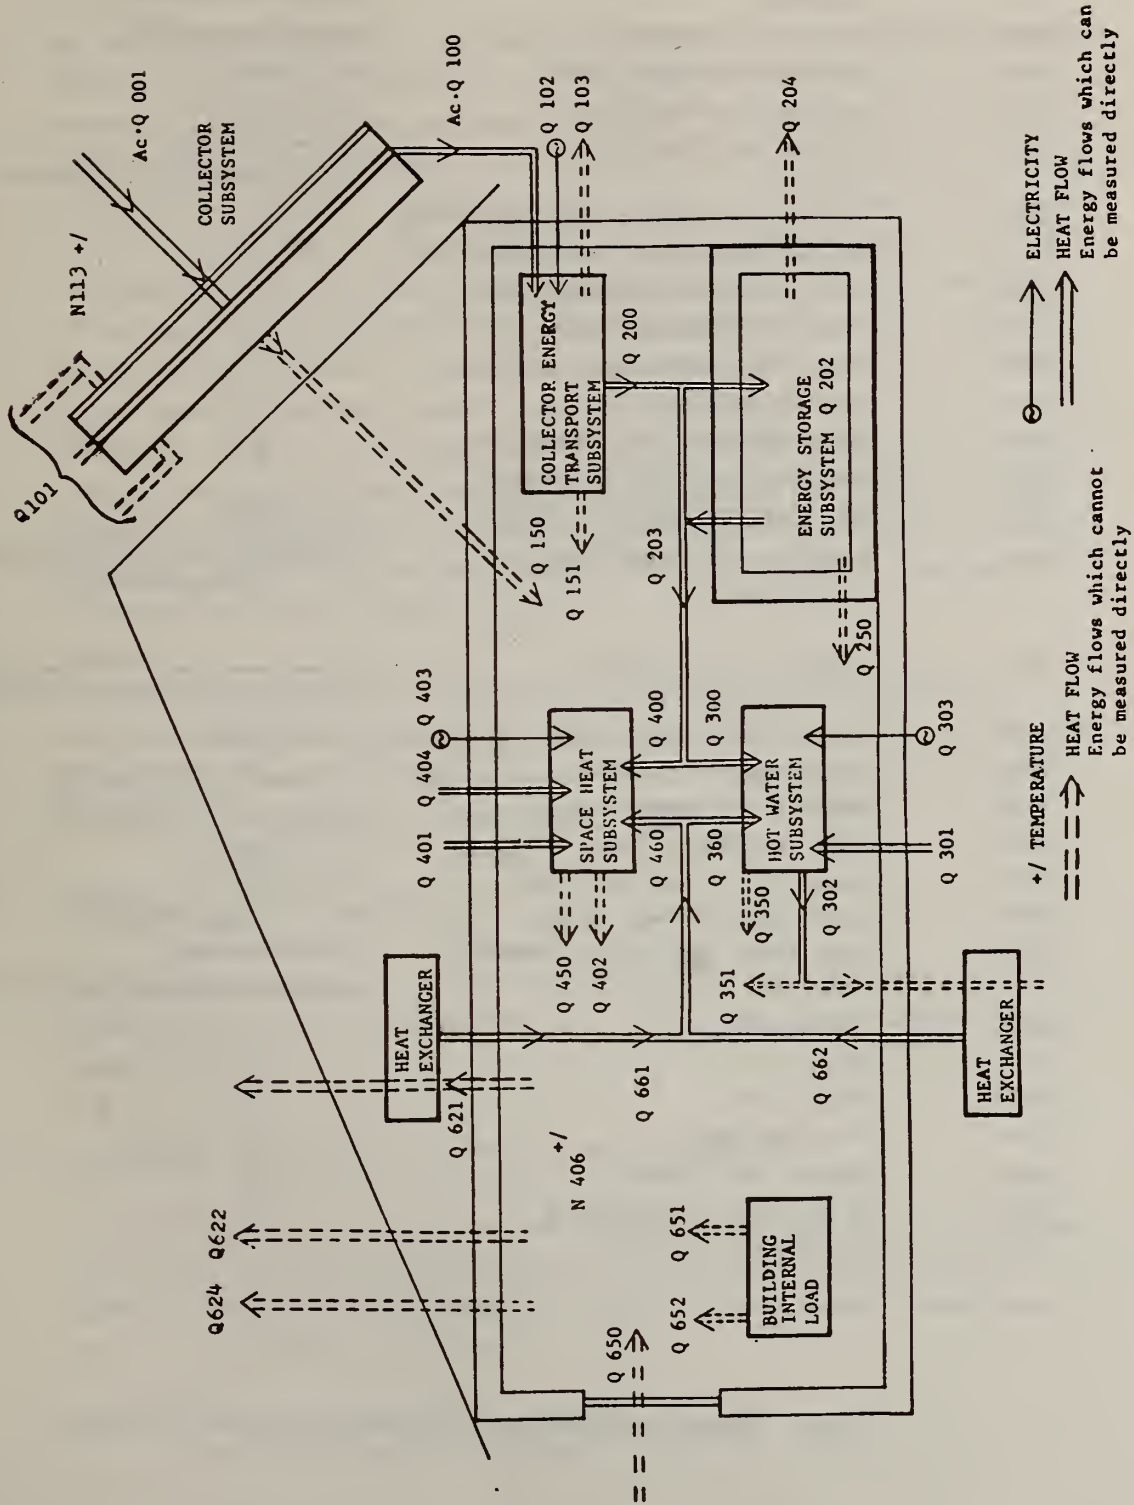 Ac·Q 001
N113 +/
COLLECTOR
SUBSYSTEM
Q101
Ac·Q 100
Q 102
Q 103
COLLECTOR ENERGY
TRANSPORT
SUBSYSTEM
Q 150
Q 151
Q 200
Q 203
Q 204
ENERGY STORAGE
SUBSYSTEM Q 202
Q 250
Q 403
Q 404
Q 401
SPACE HEAT
SUBSYSTEM
Q 400
Q 300
Q 460
Q 360
Q 450
Q 402
HOT WATER
SUBSYSTEM
Q 303
Q 301
Q 350
Q 302
Q 351
HEAT
EXCHANGER
Q 621
Q 661
Q 662
HEAT
EXCHANGER
Q622
Q624
N 406 +/
Q 650
Q 651
Q 652
BUILDING
INTERNAL
LOAD
+/ TEMPERATURE
HEAT FLOW
Energy flows which cannot
be measured directly
ELECTRICITY
HEAT FLOW
Energy flows which can
be measured directly